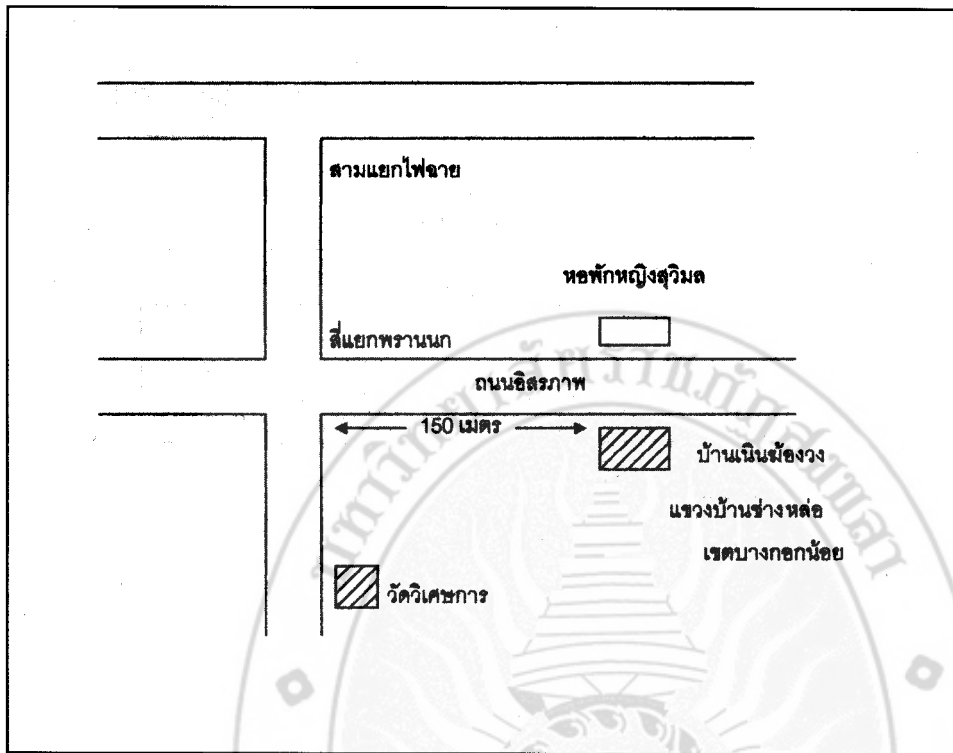 สามแยกไฟฉาย
หอพักหญิงสุวิมล
สี่แยกพรานนก
ถนนอิสรภาพ
150 เมตร
บ้านเนินฆ้องวง
แขวงบ้านช่างหล่อ
เขตบางกอกน้อย
วัดวิเศษการ